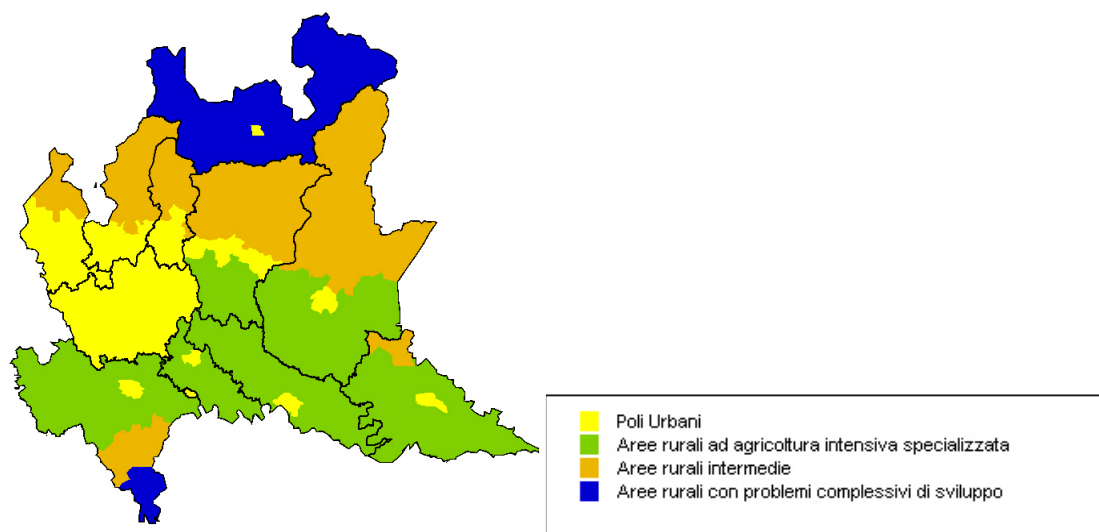 Poli Urbani
Aree rurali ad agricoltura intensiva specializzata
Aree rurali intermedie
Aree rurali con problemi complessivi di sviluppo